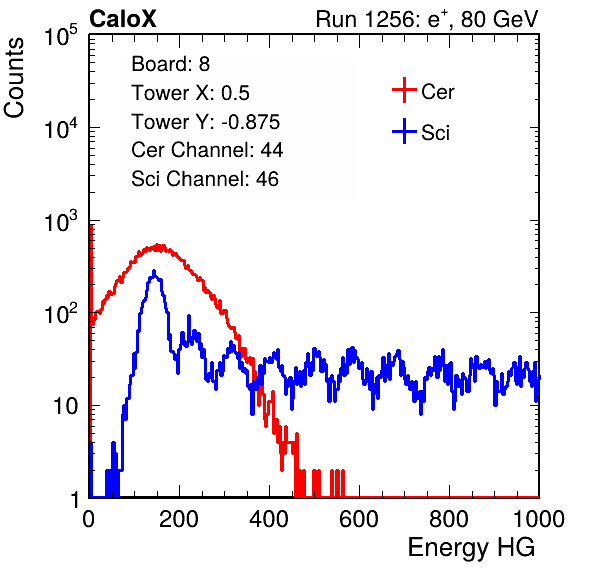 CaloX Run 1256: e⁺, 80 GeV
Counts
Board: 8
Tower X: 0.5
Tower Y: -0.875
Cer Channel: 44
Sci Channel: 46
Cer
Sci
10⁵
10⁴
10³
10²
10
1
0 200 400 600 800 1000
Energy HG